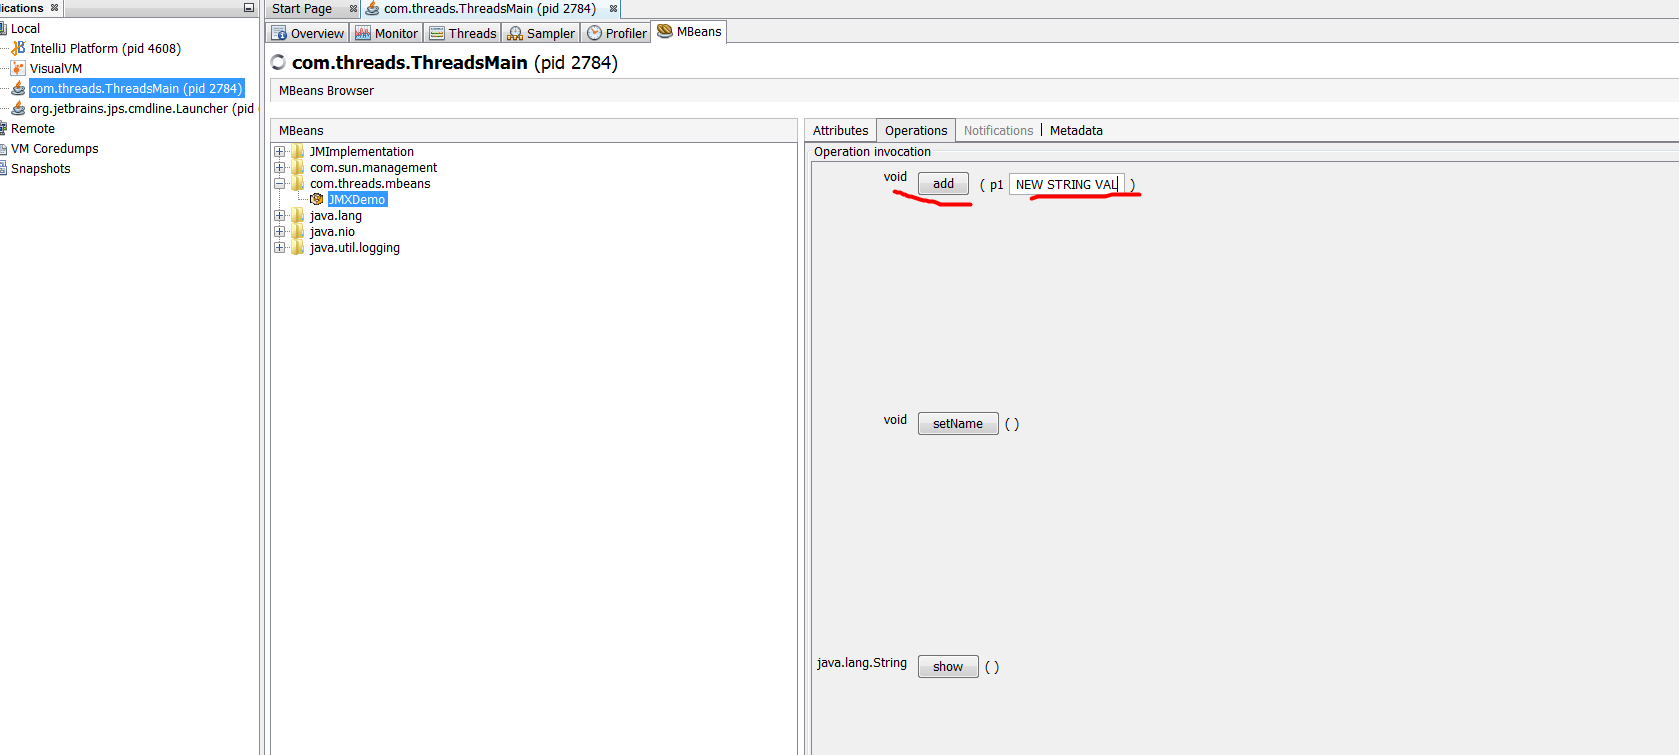 lications
Local
IntelliJ Platform (pid 4608)
VisualVM
com.threads.ThreadsMain (pid 2784)
org.jetbrains.jps.cmdline.Launcher (pid
Remote
VM Coredumps
Snapshots
Start Page com.threads.ThreadsMain (pid 2784)
Overview Monitor Threads Sampler Profiler MBeans
com.threads.ThreadsMain (pid 2784)
MBeans Browser
MBeans
JMImplementation
com.sun.management
com.threads.mbeans
JMXDemo
java.lang
java.nio
java.util.logging
Attributes Operations Notifications Metadata
Operation invocation
void add ( p1 NEW STRING VAL )
void setName ( )
java.lang.String show ( )